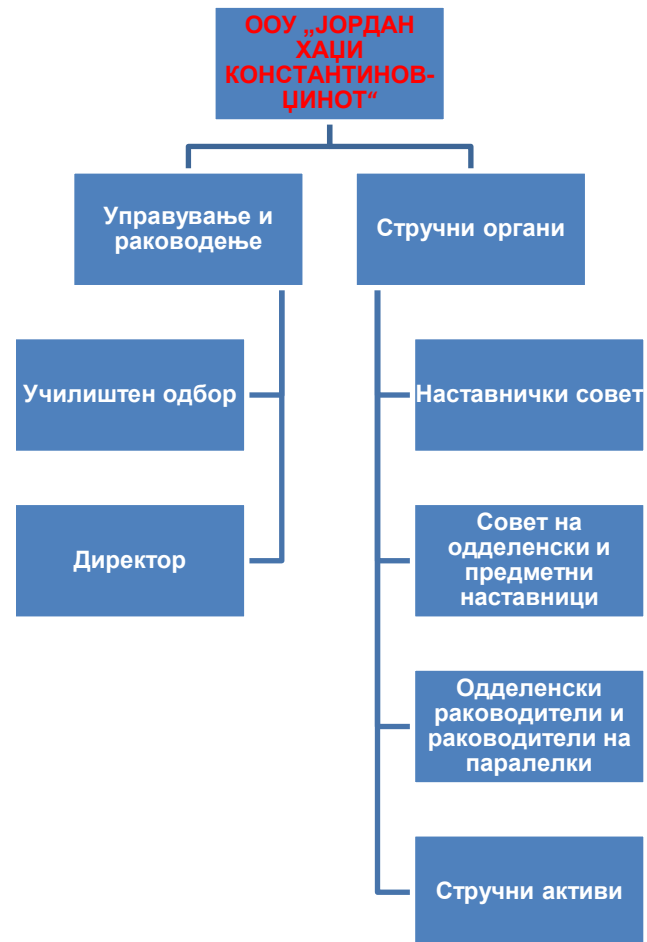 ООУ „ЈОРДАН
ХАЏИ
КОНСТАНТИНОВ-
ЏИНОТ“
Управување и
раководење
Стручни органи
Училиштен одбор
Наставнички совет
Директор
Совет на
одделенски и
предметни
наставници
Одделенски
раководители и
раководители на
паралелки
Стручни активи